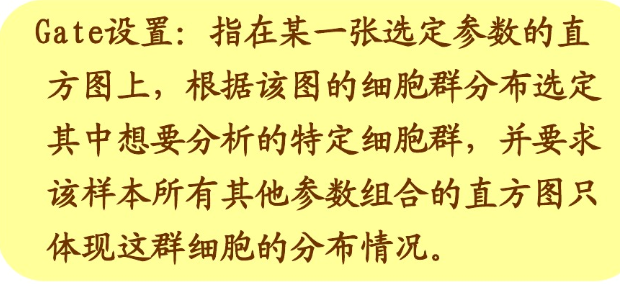 Gate设置：指在某一张选定参数的直
方图上，根据该图的细胞群分布选定
其中想要分析的特定细胞群，并要求
该样本所有其他参数组合的直方图只
体现这群细胞的分布情况。